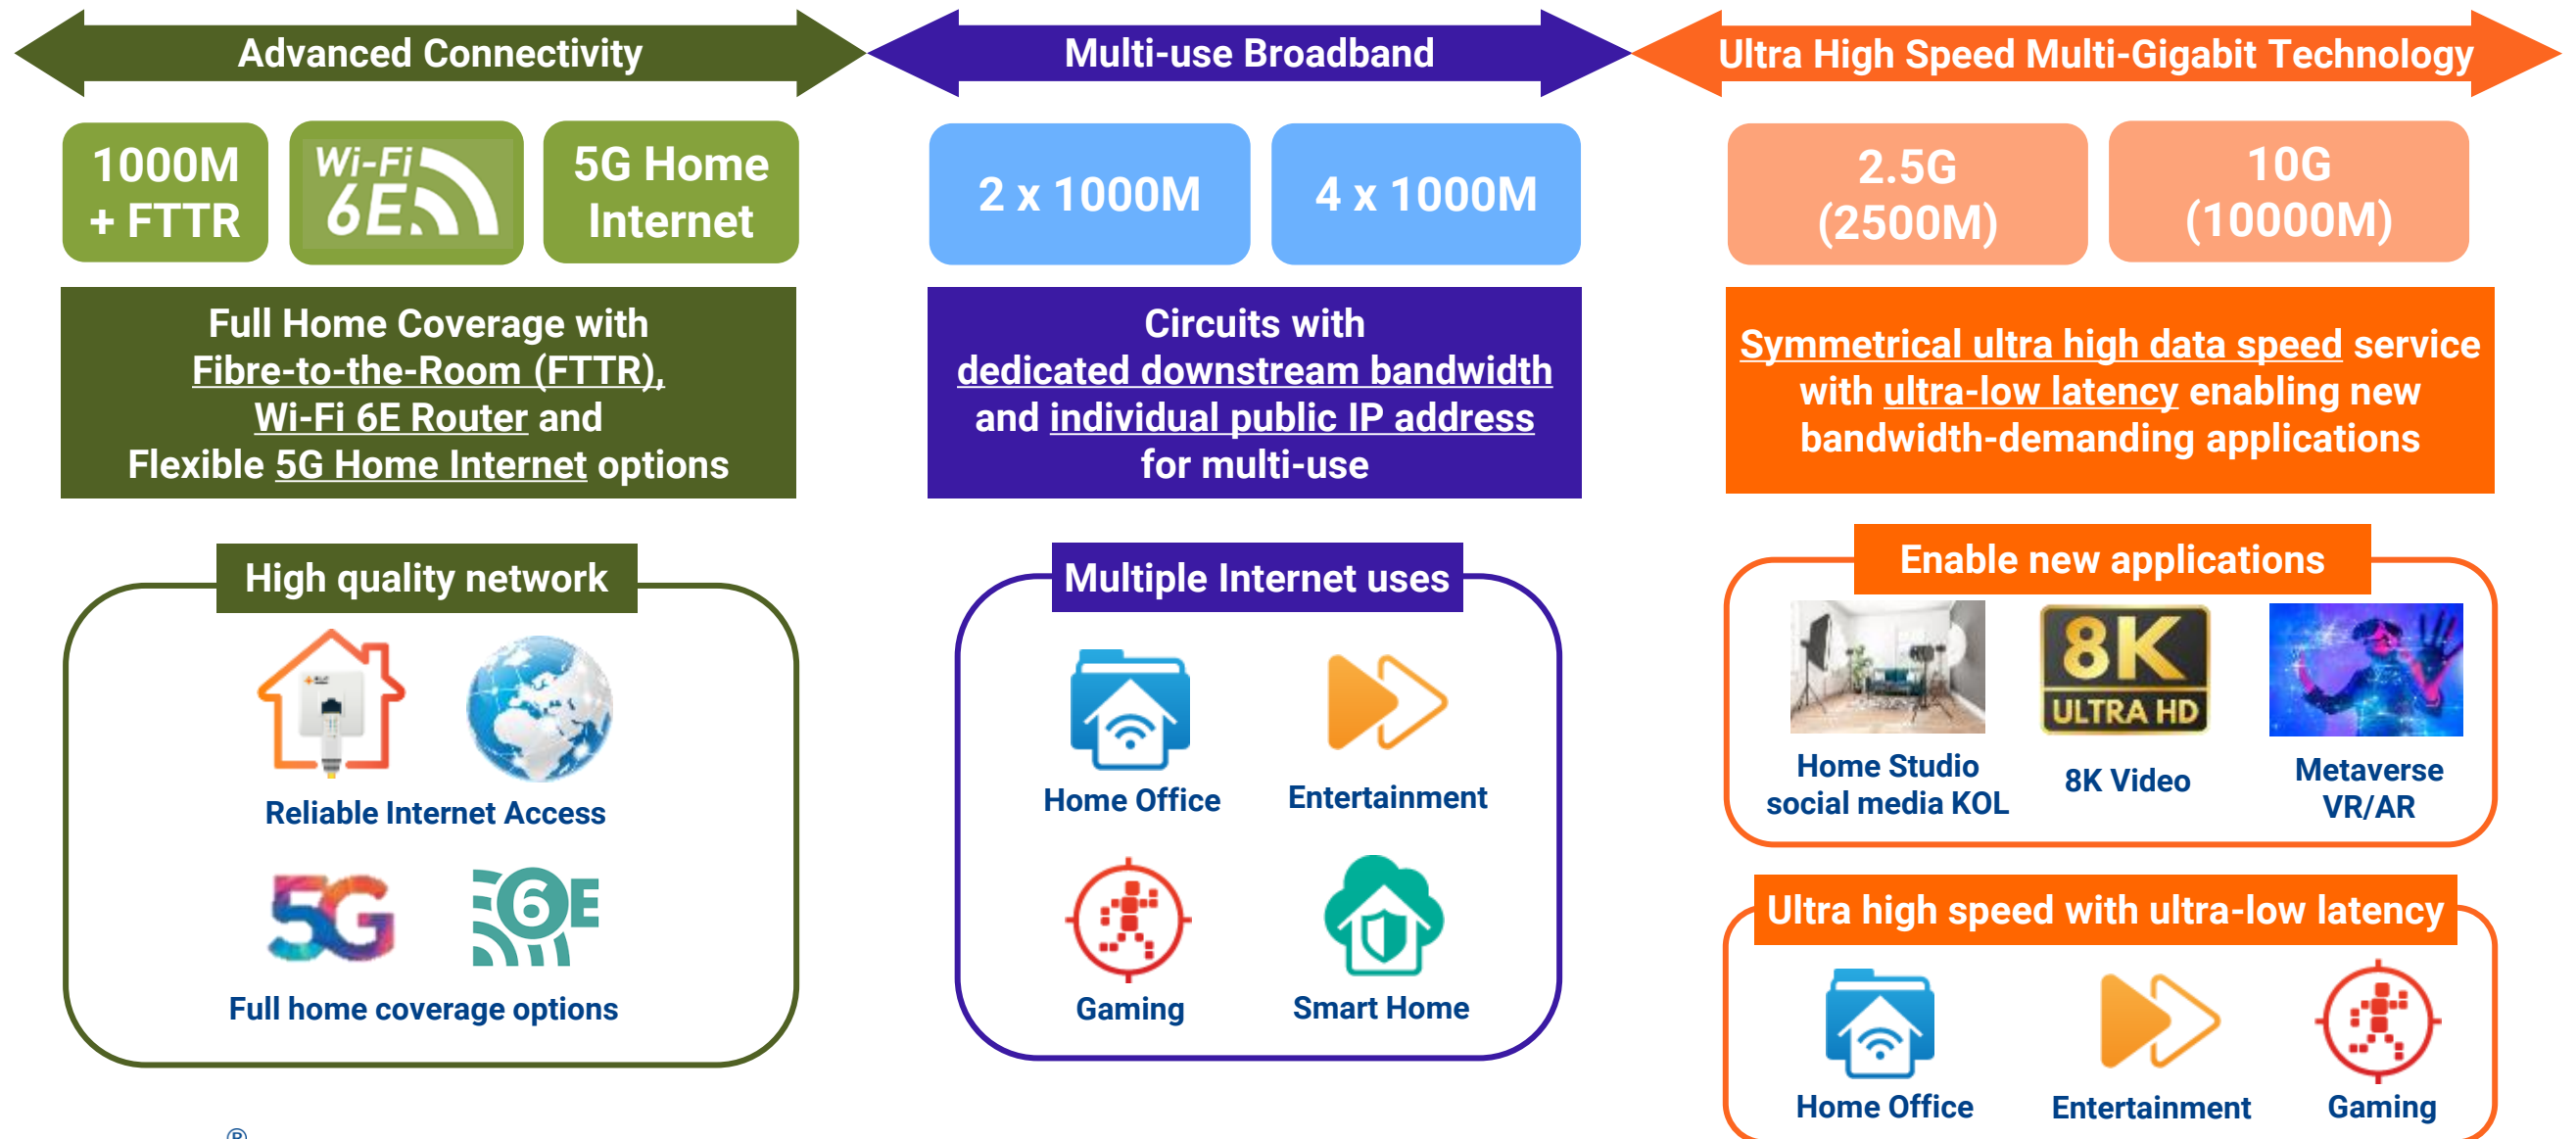 Advanced Connectivity
1000M
+ FTTR
Wi-Fi
6E
5G Home
Internet
Full Home Coverage with
Fibre-to-the-Room (FTTR),
Wi-Fi 6E Router and
Flexible 5G Home Internet options
High quality network
Reliable Internet Access
5G
6E
Full home coverage options
Multi-use Broadband
2 x 1000M
4 x 1000M
Circuits with
dedicated downstream bandwidth
and individual public IP address
for multi-use
Multiple Internet uses
Home Office
Entertainment
Gaming
Smart Home
Ultra High Speed Multi-Gigabit Technology
2.5G
(2500M)
10G
(10000M)
Symmetrical ultra high data speed service
with ultra-low latency enabling new
bandwidth-demanding applications
Enable new applications
Home Studio
social media KOL
8K
ULTRA HD
8K Video
Metaverse
VR/AR
Ultra high speed with ultra-low latency
Home Office
Entertainment
Gaming
®